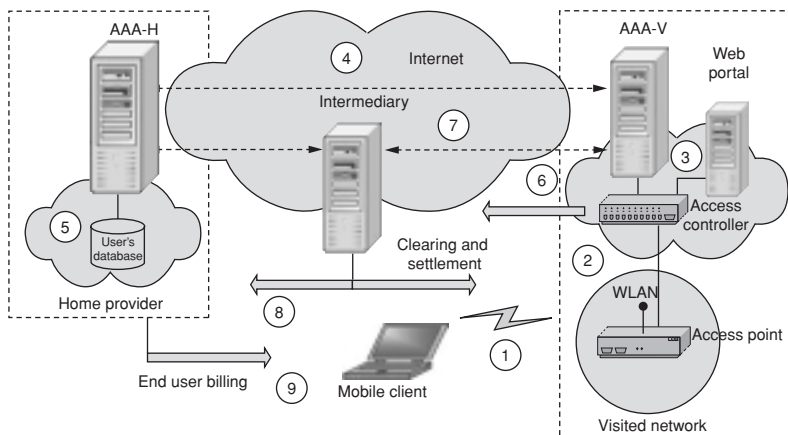 AAA-H
AAA-V
4
Internet
Web
portal
Intermediary
7
3
6
5
User's
database
Access
controller
Clearing and
settlement
2
Home provider
8
WLAN
Access point
1
End user billing
9
Mobile client
Visited network